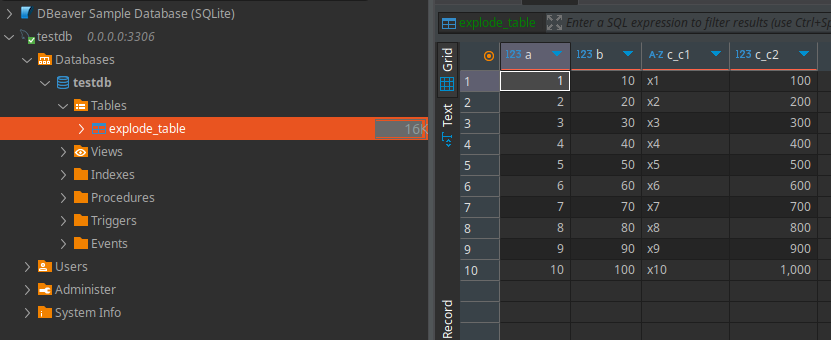 DBeaver Sample Database (SQLite)
testdb 0.0.0.0:3306
Databases
testdb
Tables
explode_table 16K
Views
Indexes
Procedures
Triggers
Events
Users
Administer
System Info
explode_table Enter a SQL expression to filter results (use Ctrl+Sp
Grid
Text
Record
123 a 123 b A-Z c_c1 123 c_c2
1 1 10 x1 100
2 2 20 x2 200
3 3 30 x3 300
4 4 40 x4 400
5 5 50 x5 500
6 6 60 x6 600
7 7 70 x7 700
8 8 80 x8 800
9 9 90 x9 900
10 10 100 x10 1,000